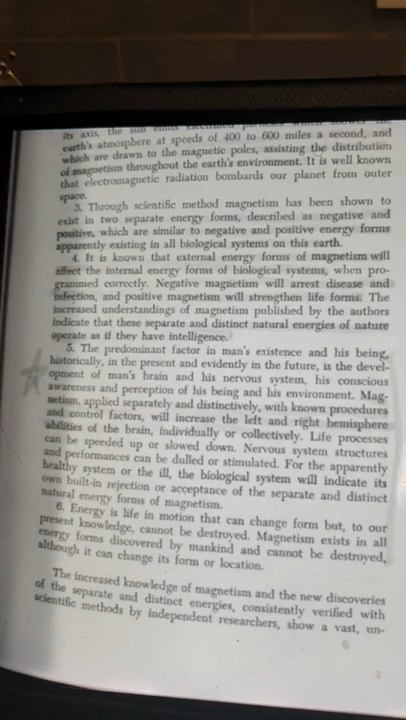 its axis, the sun emits electrified particles which shower the
earth's atmosphere at speeds of 400 to 600 miles a second, and
which are drawn to the magnetic poles, assisting the distribution
of magnetism throughout the earth's environment. It is well known
that electromagnetic radiation bombards our planet from outer
space.
3. Through scientific method magnetism has been shown to
exist in two separate energy forms, described as negative and
positive, which are similar to negative and positive energy forms
apparently existing in all biological systems on this earth.
4. It is known that external energy forms of magnetism will
affect the internal energy forms of biological systems, when pro-
grammed correctly. Negative magnetism will arrest disease and
infection, and positive magnetism will strengthen life forms. The
increased understandings of magnetism published by the authors
indicate that these separate and distinct natural energies of nature
operate as if they have intelligence.
5. The predominant factor in man's existence and his being,
historically, in the present and evidently in the future, is the devel-
opment of man's brain and his nervous system, his conscious
awareness and perception of his being and his environment. Mag-
netism, applied separately and distinctively, with known procedures
and control factors, will increase the left and right hemisphere
abilities of the brain, individually or collectively. Life processes
can be speeded up or slowed down. Nervous system structures
and performances can be dulled or stimulated. For the apparently
healthy system or the ill, the biological system will indicate its
own built-in rejection or acceptance of the separate and distinct
natural energy forms of magnetism.
6. Energy is life in motion that can change form but, to our
present knowledge, cannot be destroyed. Magnetism exists in all
energy forms discovered by mankind and cannot be destroyed,
although it can change its form or location.
The increased knowledge of magnetism and the new discoveries
of the separate and distinct energies, consistently verified with
scientific methods by independent researchers, show a vast, un-